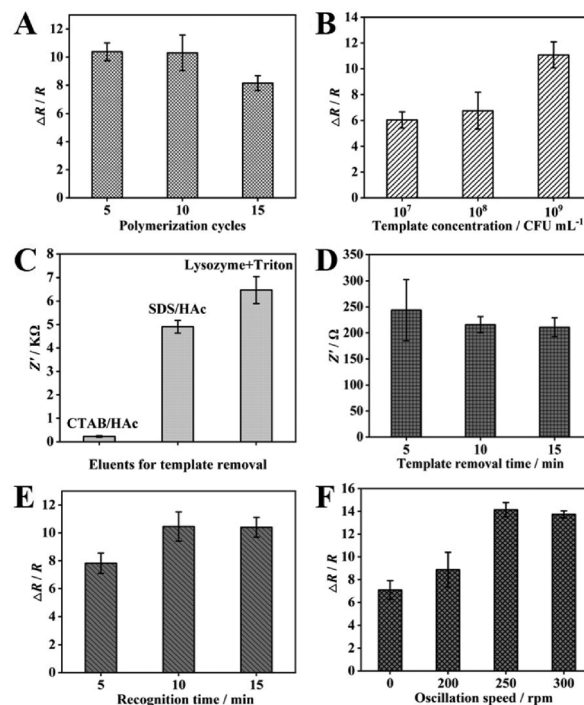 A
ΔR / R
12
10
8
6
4
2
0
5 10 15
Polymerization cycles
B
ΔR / R
14
12
10
8
6
4
2
0
10⁷ 10⁸ 10⁹
Template concentration / CFU mL⁻¹
C
Z' / KΩ
8
7
6
5
4
3
2
1
0
CTAB/HAc
SDS/HAc
Lysozyme+Triton
Eluents for template removal
D
Z' / Ω
350
300
250
200
150
100
50
0
5 10 15
Template removal time / min
E
ΔR / R
14
12
10
8
6
4
2
0
5 10 15
Recognition time / min
F
ΔR / R
16
14
12
10
8
6
4
2
0
0 200 250 300
Oscillation speed / rpm